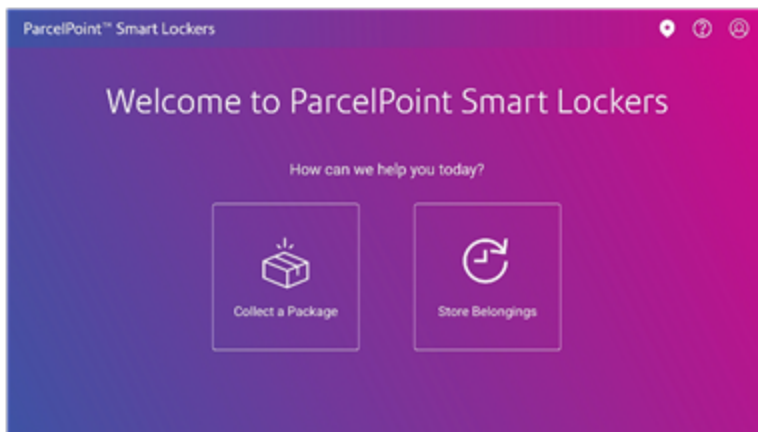 ParcelPoint™ Smart Lockers
Welcome to ParcelPoint Smart Lockers
How can we help you today?
Collect a Package
Store Belongings